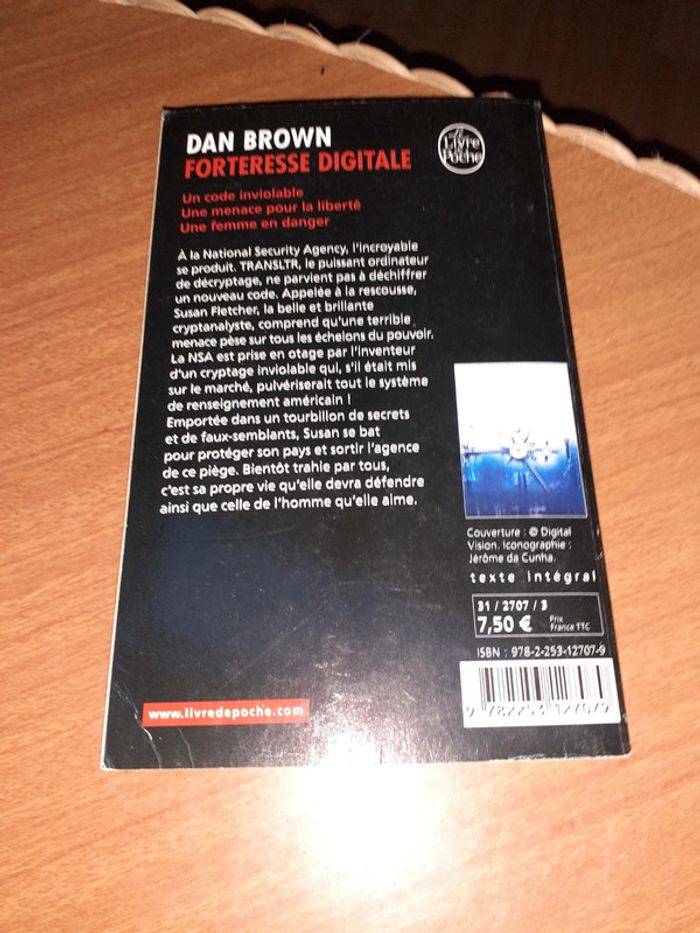 DAN BROWN
FORTERESSE DIGITALE
Le
Livre
de
Poche
Un code inviolable
Une menace pour la liberté
Une femme en danger
À la National Security Agency, l'incroyable
se produit. TRANSLTR, le puissant ordinateur
de décryptage, ne parvient pas à déchiffrer
un nouveau code. Appelée à la rescousse,
Susan Fletcher, la belle et brillante
cryptanalyste, comprend qu'une terrible
menace pèse sur tous les échelons du pouvoir.
La NSA est prise en otage par l'inventeur
d'un cryptage inviolable qui, s'il était mis
sur le marché, pulvériserait tout le système
de renseignement américain !
Emportée dans un tourbillon de secrets
et de faux-semblants, Susan se bat
pour protéger son pays et sortir l'agence
de ce piège. Bientôt trahie par tous,
c'est sa propre vie qu'elle devra défendre
ainsi que celle de l'homme qu'elle aime.
Couverture : © Digital
Vision. Iconographie :
Jérôme da Cunha.
texte intégral
31 / 2707 / 3
7,50 €
Prix
France TTC
ISBN : 978-2-253-12707-9
9 782253 127079
www.livredepoche.com